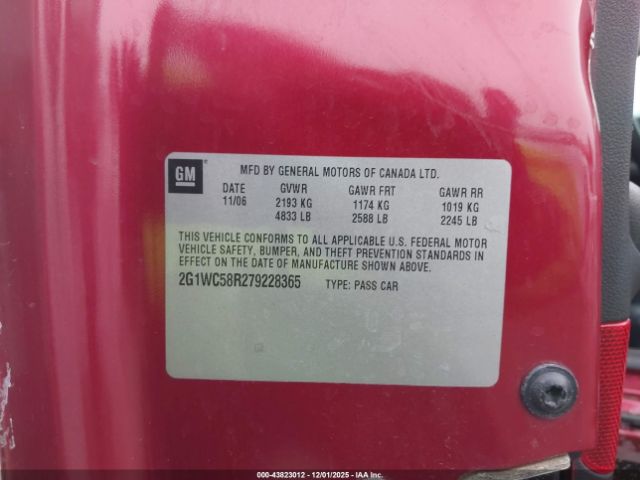 GM
MFD BY GENERAL MOTORS OF CANADA LTD.
DATE GVWR GAWR FRT GAWR RR
11/06 2193 KG 1174 KG 1019 KG
4833 LB 2588 LB 2245 LB
THIS VEHICLE CONFORMS TO ALL APPLICABLE U.S. FEDERAL MOTOR
VEHICLE SAFETY, BUMPER, AND THEFT PREVENTION STANDARDS IN
EFFECT ON THE DATE OF MANUFACTURE SHOWN ABOVE.
2G1WC58R279228365 TYPE: PASS CAR
000-43823012 - 12/01/2025 - IAAI, Inc.